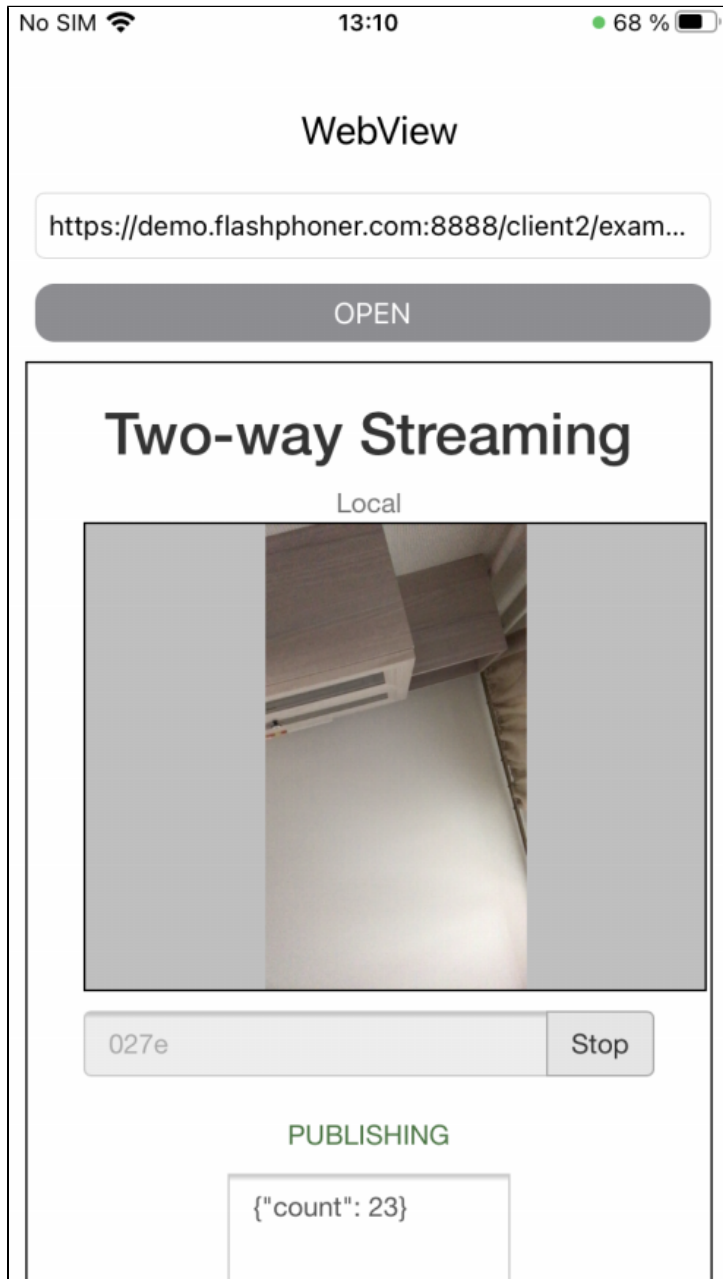 No SIM 13:10 68 %
WebView
https://demo.flashphoner.com:8888/client2/exam...
OPEN
Two-way Streaming
Local
027e Stop
PUBLISHING
{"count": 23}